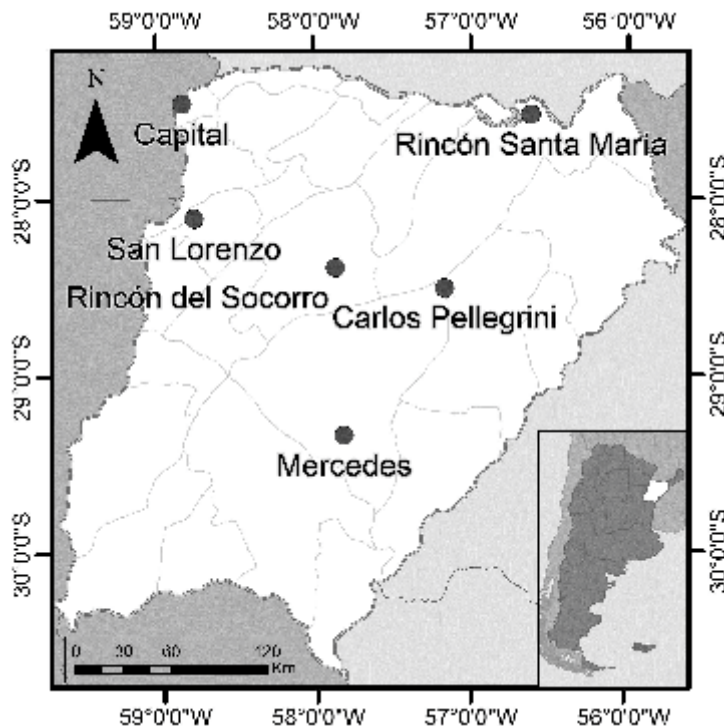 59°0'0"W 58°0'0"W 57°0'0"W 56°0'0"W
N
Capital
Rincón Santa Maria
28°0'0"S
28°0'0"S
San Lorenzo
Rincón del Socorro
Carlos Pellegrini
29°0'0"S
29°0'0"S
Mercedes
30°0'0"S
30°0'0"S
0 30 60 120
Km
59°0'0"W 58°0'0"W 57°0'0"W 56°0'0"W